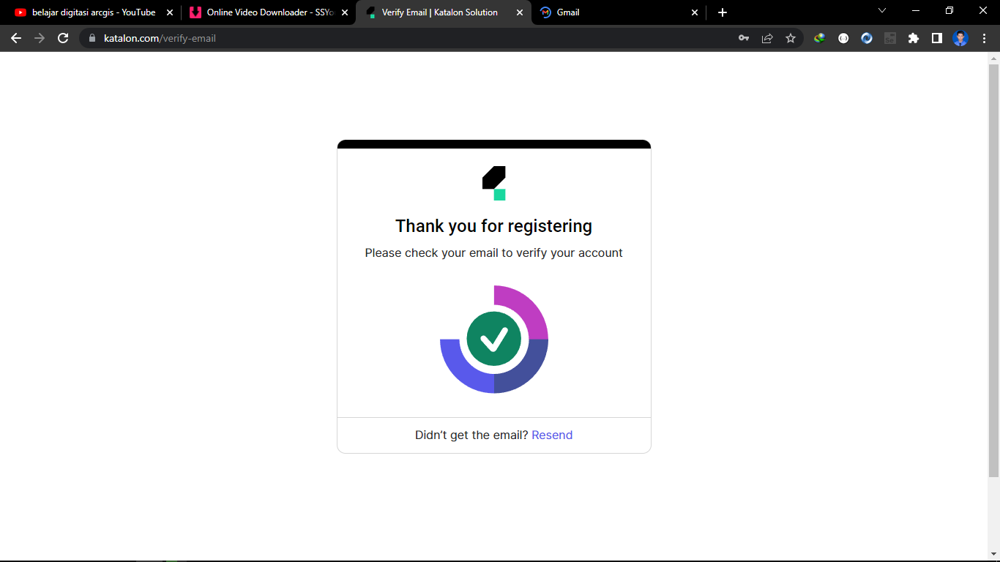 belajar digitasi arcgis - YouTube
Online Video Downloader - SSYo
Verify Email | Katalon Solution
Gmail
katalon.com/verify-email
Thank you for registering
Please check your email to verify your account
Didn’t get the email? Resend